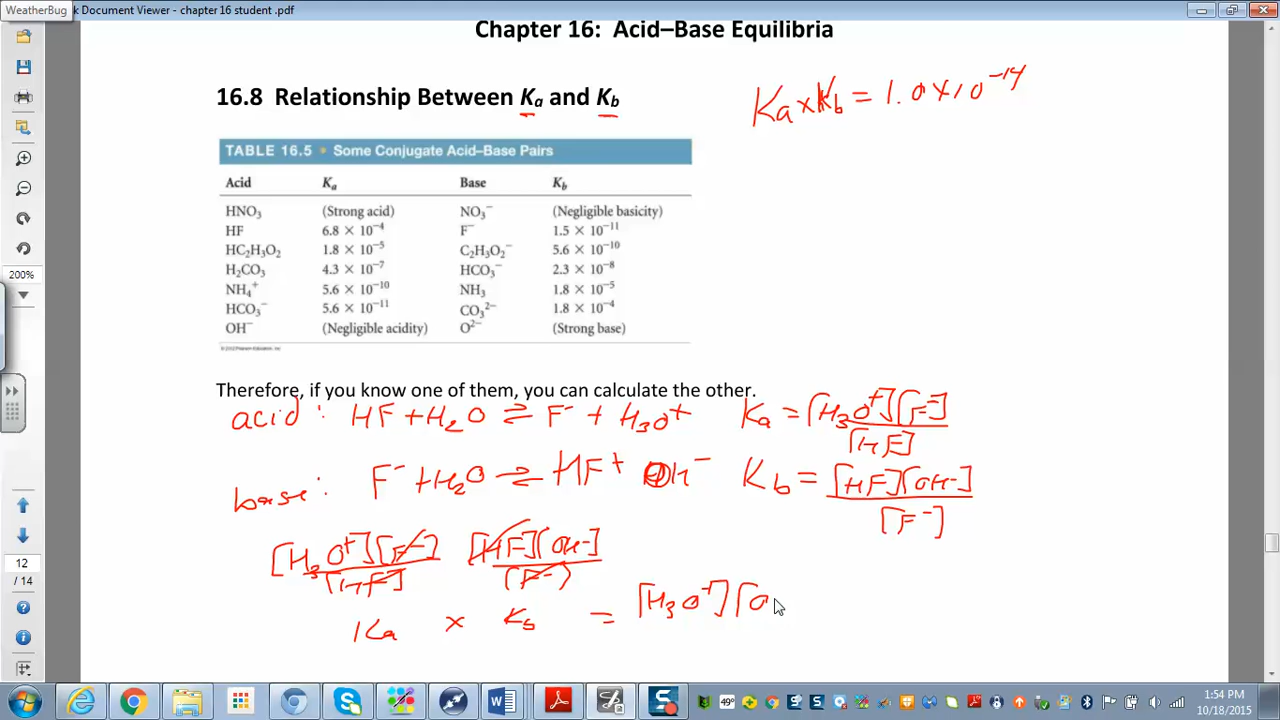 WeatherBug k Document Viewer - chapter 16 student .pdf
Chapter 16: Acid–Base Equilibria
16.8 Relationship Between Ka and Kb
Ka x Kb = 1.0 x 10⁻¹⁴
TABLE 16.5 • Some Conjugate Acid–Base Pairs
Acid Ka Base Kb
HNO₃ (Strong acid) NO₃⁻ (Negligible basicity)
HF 6.8 × 10⁻⁴ F⁻ 1.5 × 10⁻¹¹
HC₂H₃O₂ 1.8 × 10⁻⁵ C₂H₃O₂⁻ 5.6 × 10⁻¹⁰
H₂CO₃ 4.3 × 10⁻⁷ HCO₃⁻ 2.3 × 10⁻⁸
NH₄⁺ 5.6 × 10⁻¹⁰ NH₃ 1.8 × 10⁻⁵
HCO₃⁻ 5.6 × 10⁻¹¹ CO₃²⁻ 1.8 × 10⁻⁴
OH⁻ (Negligible acidity) O²⁻ (Strong base)
200%
Therefore, if you know one of them, you can calculate the other.
acid: HF + H₂O ⇌ F⁻ + H₃O⁺ Ka = [H₃O⁺][F⁻]
[HF]
base: F⁻ + H₂O ⇌ HF + OH⁻ Kb = [HF][OH⁻]
[F⁻]
[H₃O⁺][F⁻] [HF][OH⁻]
[HF] [F⁻]
Ka x Kb = [H₃O⁺][O
12
/ 14
49°
1:54 PM
10/18/2015